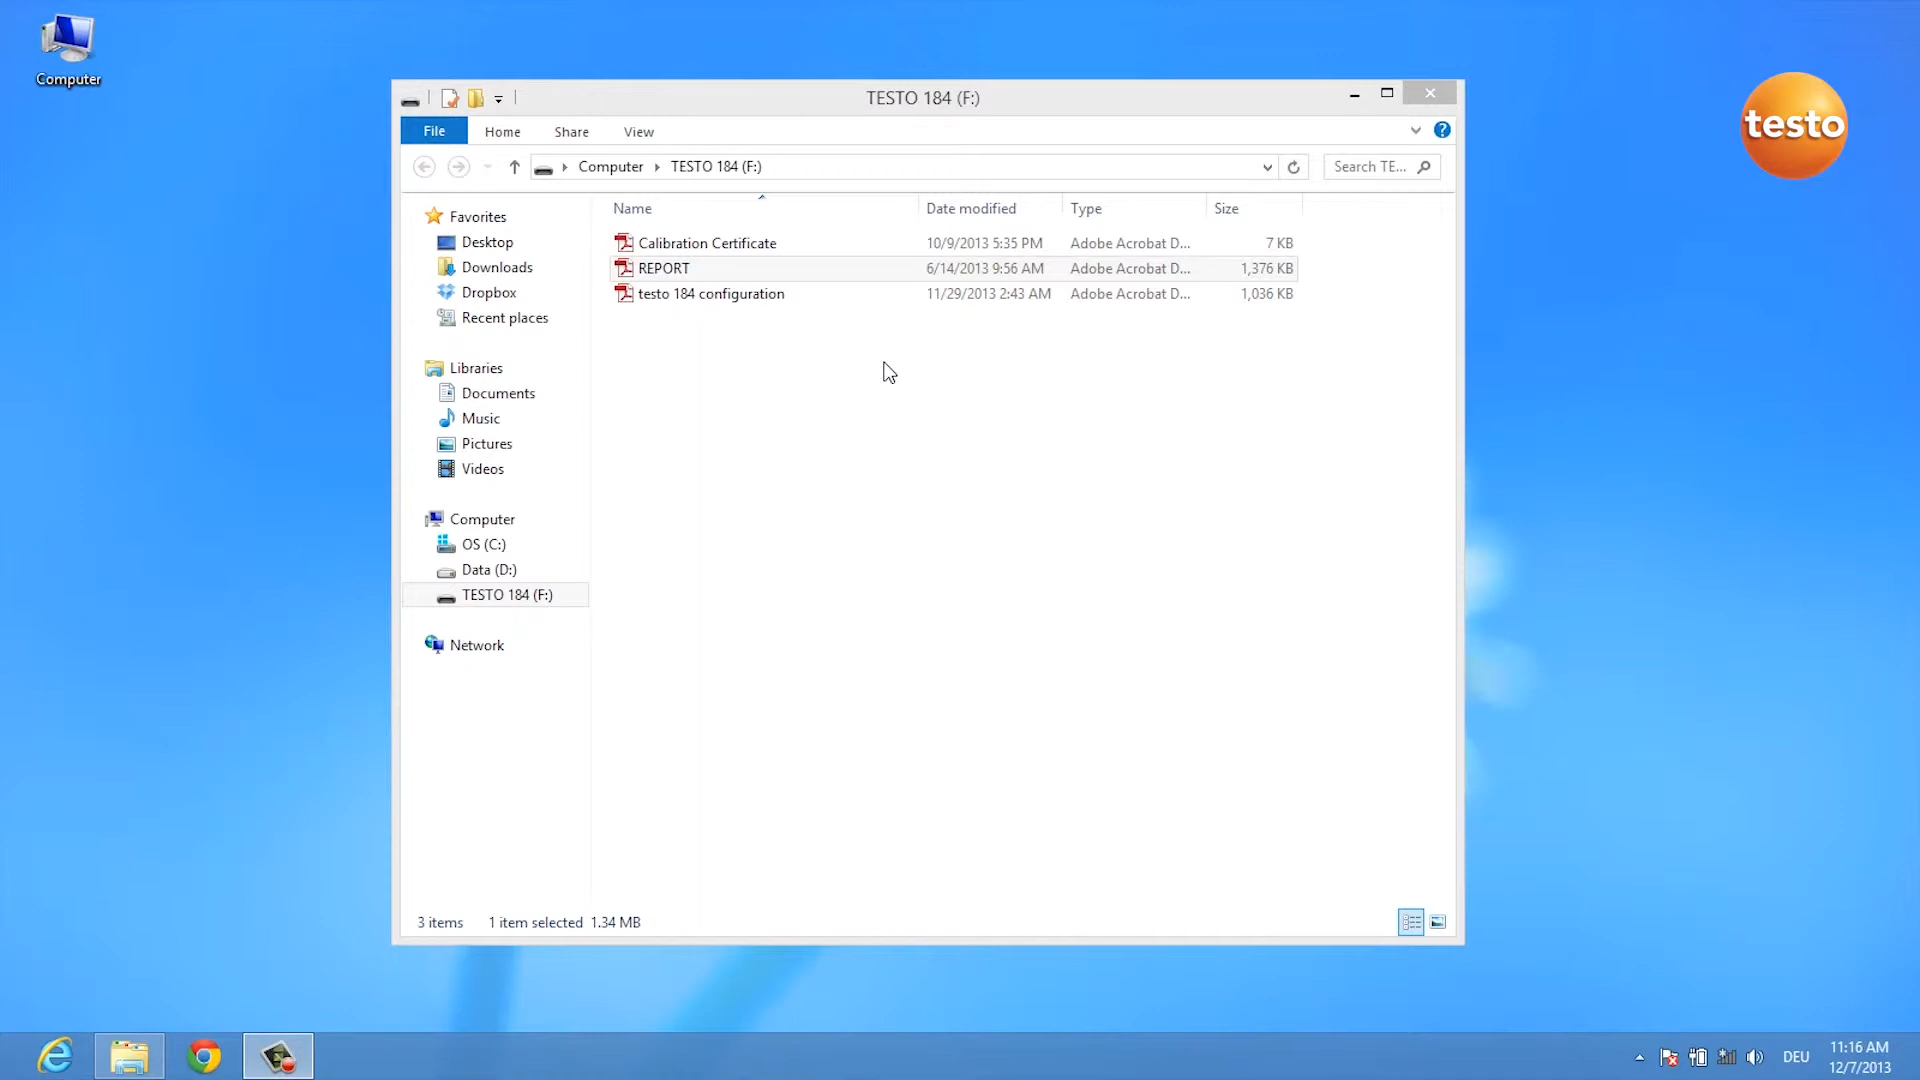 Computer
testo
TESTO 184 (F:)
File Home Share View
Computer TESTO 184 (F:) Search TE...
Name Date modified Type Size
Calibration Certificate 10/9/2013 5:35 PM Adobe Acrobat D... 7 KB
REPORT 6/14/2013 9:56 AM Adobe Acrobat D... 1,376 KB
testo 184 configuration 11/29/2013 2:43 AM Adobe Acrobat D... 1,036 KB
Favorites
Desktop
Downloads
Dropbox
Recent places
Libraries
Documents
Music
Pictures
Videos
Computer
OS (C:)
Data (D:)
TESTO 184 (F:)
Network
3 items 1 item selected 1.34 MB
DEU
11:16 AM
12/7/2013